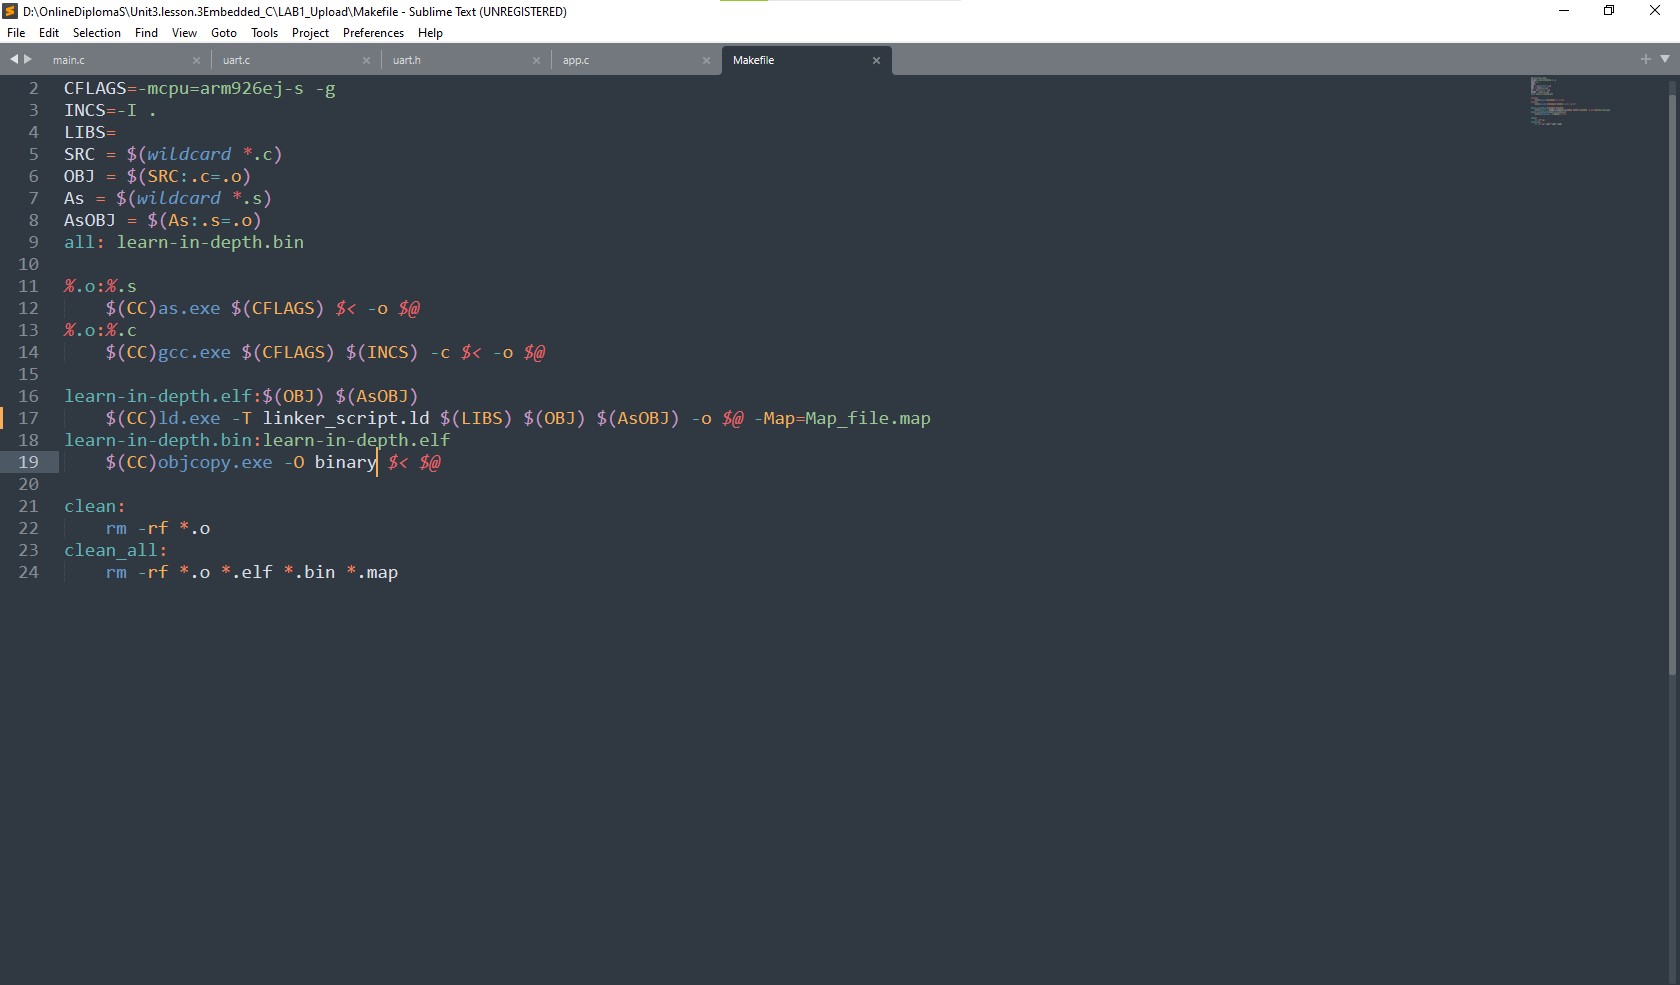 D:\OnlineDiplomaS\Unit3.lesson.3Embedded_C\LAB1_Upload\Makefile - Sublime Text (UNREGISTERED)
File Edit Selection Find View Goto Tools Project Preferences Help
main.c uart.c uart.h app.c Makefile
2 CFLAGS=-mcpu=arm926ej-s -g
3 INCS=-I .
4 LIBS=
5 SRC = $(wildcard *.c)
6 OBJ = $(SRC:.c=.o)
7 As = $(wildcard *.s)
8 AsOBJ = $(As:.s=.o)
9 all: learn-in-depth.bin
10
11 %.o:%.s
12 $(CC)as.exe $(CFLAGS) $< -o $@
13 %.o:%.c
14 $(CC)gcc.exe $(CFLAGS) $(INCS) -c $< -o $@
15
16 learn-in-depth.elf:$(OBJ) $(AsOBJ)
17 $(CC)ld.exe -T linker_script.ld $(LIBS) $(OBJ) $(AsOBJ) -o $@ -Map=Map_file.map
18 learn-in-depth.bin:learn-in-depth.elf
19 $(CC)objcopy.exe -O binary $< $@
20
21 clean:
22 rm -rf *.o
23 clean_all:
24 rm -rf *.o *.elf *.bin *.map